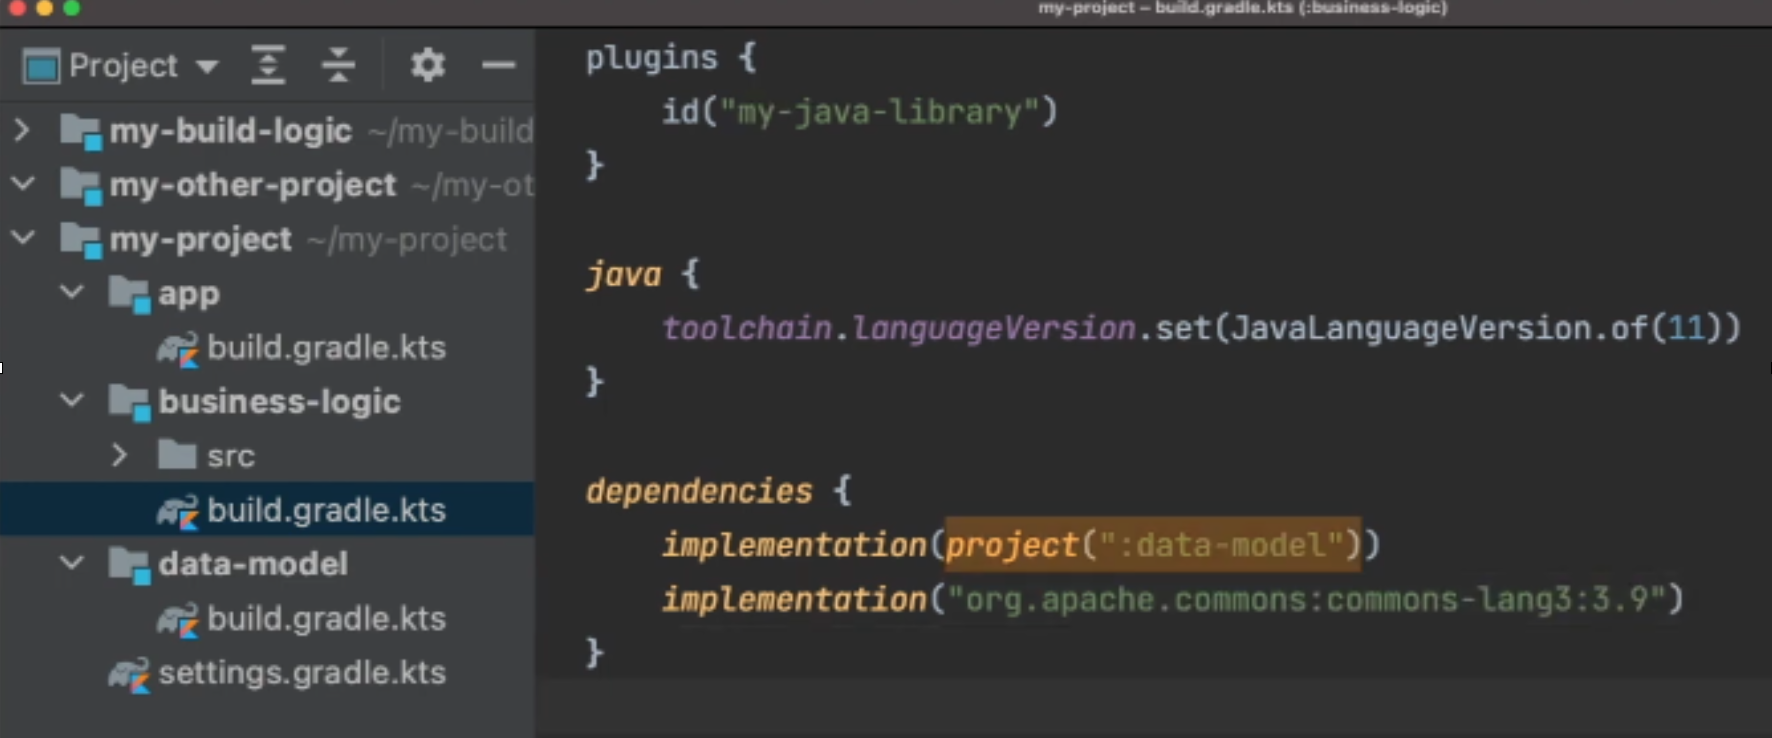 my-project – build.gradle.kts (:business-logic)
Project
my-build-logic ~/my-build
my-other-project ~/my-ot
my-project ~/my-project
app
build.gradle.kts
business-logic
src
build.gradle.kts
data-model
build.gradle.kts
settings.gradle.kts
plugins {
id("my-java-library")
}
java {
toolchain.languageVersion.set(JavaLanguageVersion.of(11))
}
dependencies {
implementation(project(":data-model"))
implementation("org.apache.commons:commons-lang3:3.9")
}